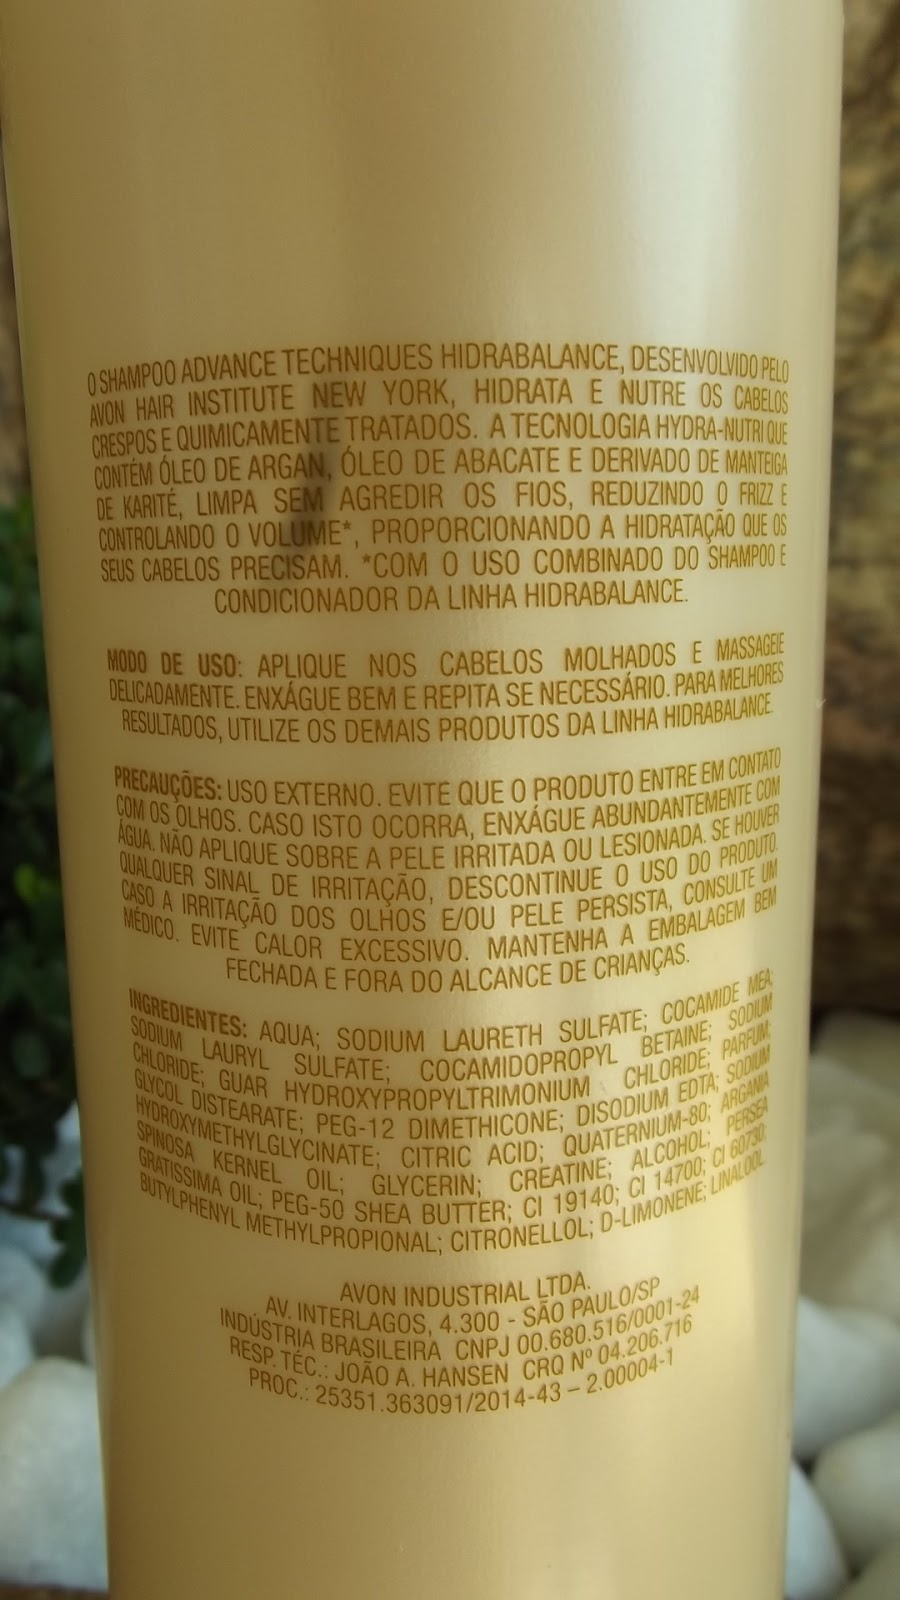 O SHAMPOO ADVANCE TECHNIQUES HIDRABALANCE, DESENVOLVIDO PELO
AVON HAIR INSTITUTE NEW YORK, HIDRATA E NUTRE OS CABELOS
CRESPOS E QUIMICAMENTE TRATADOS. A TECNOLOGIA HYDRA-NUTRI QUE
CONTÉM ÓLEO DE ARGAN, ÓLEO DE ABACATE E DERIVADO DE MANTEIGA
DE KARITÉ, LIMPA SEM AGREDIR OS FIOS, REDUZINDO O FRIZZ E
CONTROLANDO O VOLUME*, PROPORCIONANDO A HIDRATAÇÃO QUE OS
SEUS CABELOS PRECISAM. *COM O USO COMBINADO DO SHAMPOO E
CONDICIONADOR DA LINHA HIDRABALANCE.
MODO DE USO: APLIQUE NOS CABELOS MOLHADOS E MASSAGEIE
DELICADAMENTE. ENXÁGUE BEM E REPITA SE NECESSÁRIO. PARA MELHORES
RESULTADOS, UTILIZE OS DEMAIS PRODUTOS DA LINHA HIDRABALANCE.
PRECAUÇÕES: USO EXTERNO. EVITE QUE O PRODUTO ENTRE EM CONTATO
COM OS OLHOS. CASO ISTO OCORRA, ENXÁGUE ABUNDANTEMENTE COM
ÁGUA. NÃO APLIQUE SOBRE A PELE IRRITADA OU LESIONADA. SE HOUVER
QUALQUER SINAL DE IRRITAÇÃO, DESCONTINUE O USO DO PRODUTO.
CASO A IRRITAÇÃO DOS OLHOS E/OU PELE PERSISTA, CONSULTE UM
MÉDICO. EVITE CALOR EXCESSIVO. MANTENHA A EMBALAGEM BEM
FECHADA E FORA DO ALCANCE DE CRIANÇAS.
INGREDIENTES: AQUA; SODIUM LAURETH SULFATE; COCAMIDE MEA;
SODIUM LAURYL SULFATE; COCAMIDOPROPYL BETAINE; SODIUM
CHLORIDE; GUAR HYDROXYPROPYLTRIMONIUM CHLORIDE; PARFUM;
GLYCOL DISTEARATE; PEG-12 DIMETHICONE; DISODIUM EDTA; SODIUM
HYDROXYMETHYLGLYCINATE; CITRIC ACID; QUATERNIUM-80; ARGANIA
SPINOSA KERNEL OIL; GLYCERIN; CREATINE; ALCOHOL; PERSEA
GRATISSIMA OIL; PEG-50 SHEA BUTTER; CI 19140; CI 14700; CI 60730;
BUTYLPHENYL METHYLPROPIONAL; CITRONELLOL; D-LIMONENE; LINALOOL.
AVON INDUSTRIAL LTDA.
AV. INTERLAGOS, 4.300 - SÃO PAULO/SP
INDÚSTRIA BRASILEIRA CNPJ 00.680.516/0001-24
RESP. TÉC.: JOÃO A. HANSEN CRQ Nº 04.206.716
PROC.: 25351.363091/2014-43 – 2.00004-1